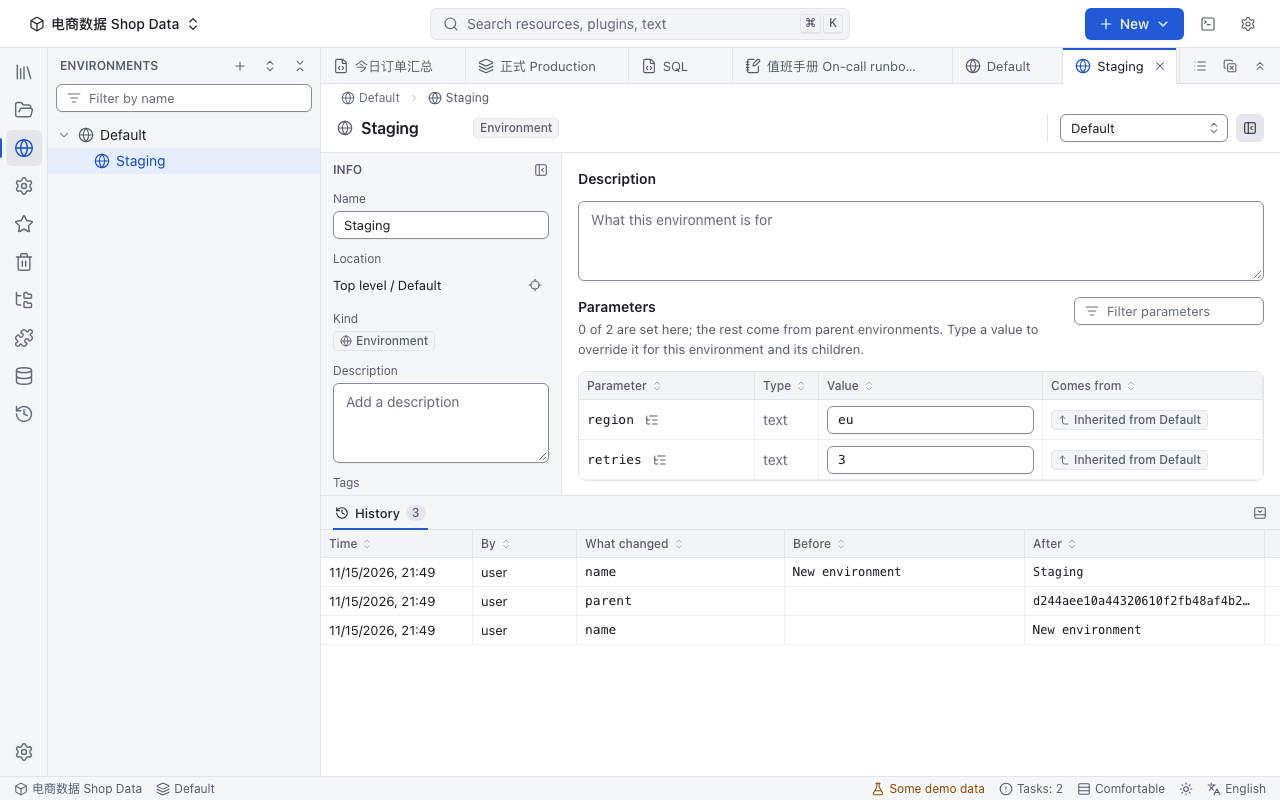 电商数据 Shop Data
Search resources, plugins, text
⌘ K
New
ENVIRONMENTS
Filter by name
Default
Staging
今日订单汇总
正式 Production
SQL
值班手册 On-call runbo...
Default
Staging
Default
Staging
Staging
Environment
Default
INFO
Name
Staging
Location
Top level / Default
Kind
Environment
Description
Add a description
Tags
Description
What this environment is for
Parameters
0 of 2 are set here; the rest come from parent environments. Type a value to
override it for this environment and its children.
Filter parameters
Parameter Type Value Comes from
region text eu Inherited from Default
retries text 3 Inherited from Default
History 3
Time By What changed Before After
11/15/2026, 21:49 user name New environment Staging
11/15/2026, 21:49 user parent d244aee10a44320610f2fb48af4b2…
11/15/2026, 21:49 user name New environment
电商数据 Shop Data
Default
Some demo data
Tasks: 2
Comfortable
English